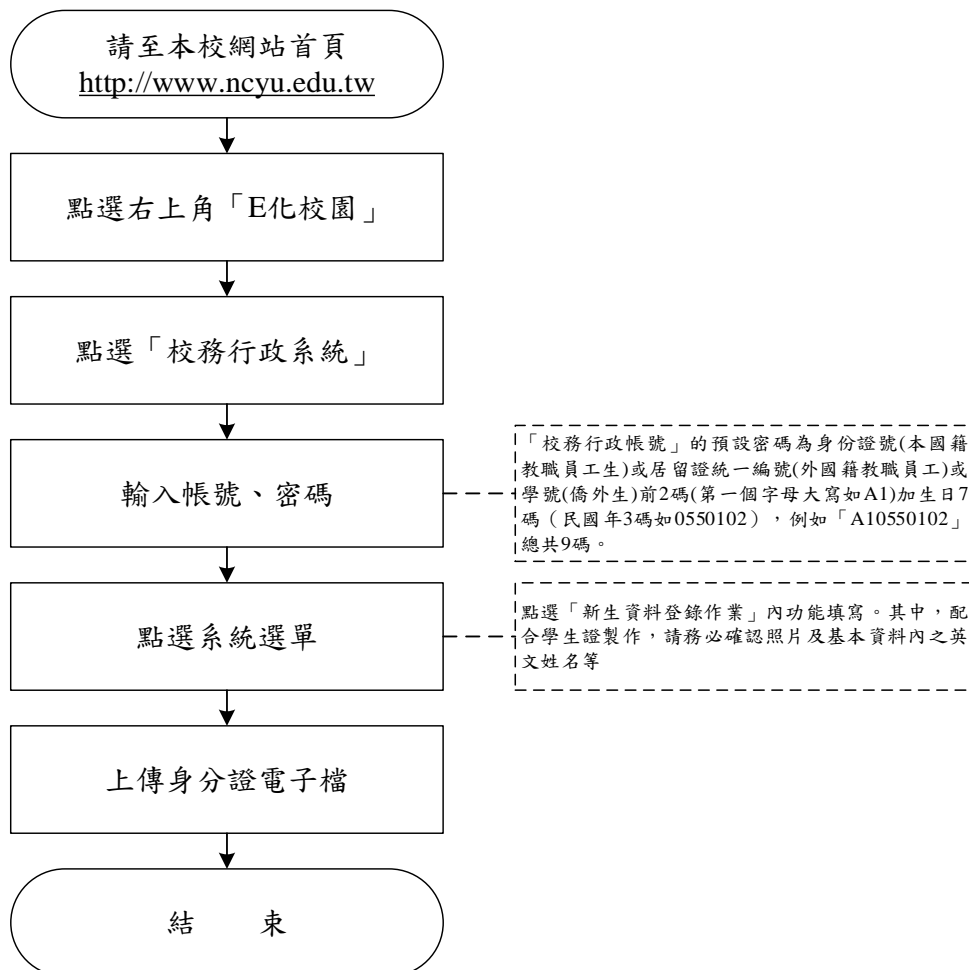 請至本校網站首頁
http://www.ncyu.edu.tw
點選右上角「E化校園」
點選「校務行政系統」
輸入帳號、密碼
「校務行政帳號」的預設密碼為身份證號(本國籍
教職員工生)或居留證統一編號(外國籍教職員工)或
學號(僑外生)前2碼(第一個字母大寫如A1)加生日7
碼（民國年3碼如0550102），例如「A10550102」
總共9碼。
點選系統選單
點選「新生資料登錄作業」內功能填寫。其中，配
合學生證製作，請務必確認照片及基本資料內之英
文姓名等
上傳身分證電子檔
結　　束